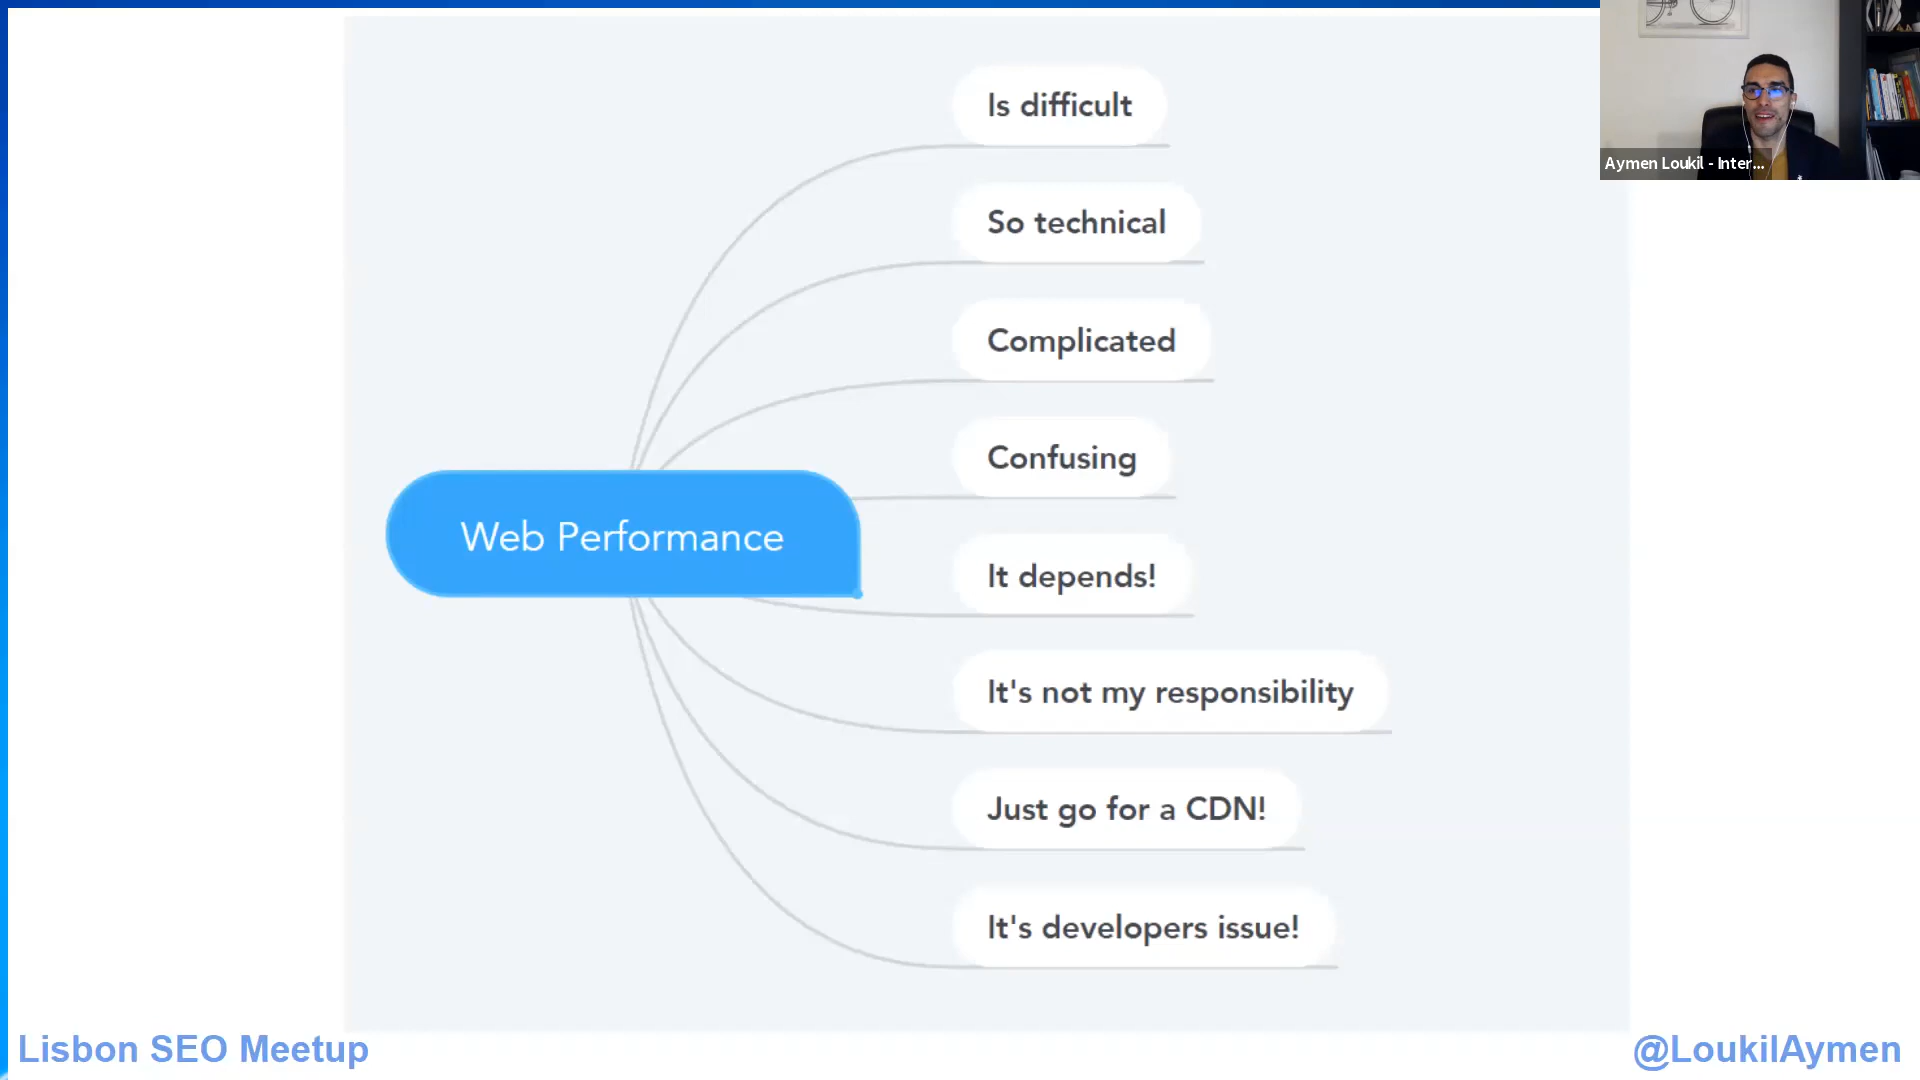 Is difficult
So technical
Complicated
Confusing
Web Performance
It depends!
It's not my responsibility
Just go for a CDN!
It's developers issue!
Aymen Loukil - Inter...
Lisbon SEO Meetup
@LoukilAymen